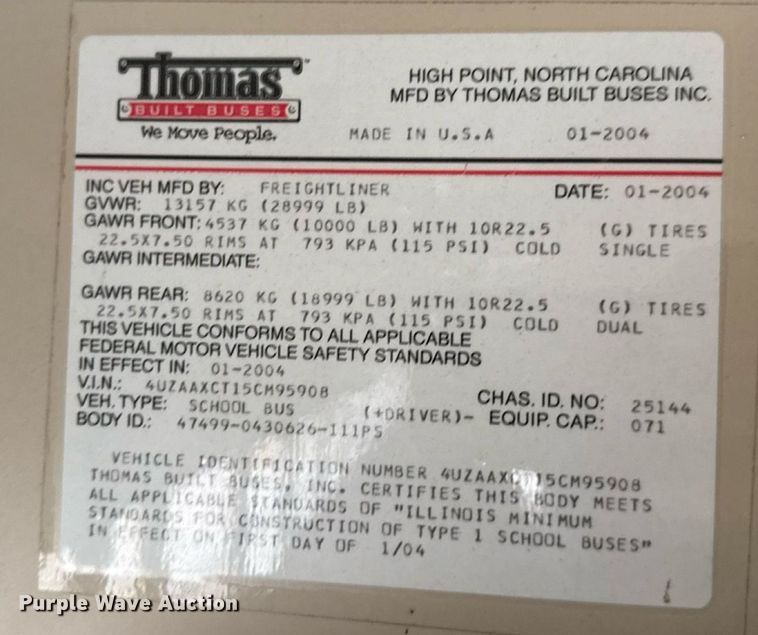 Thomas
BUILT BUSES
We Move People.
HIGH POINT, NORTH CAROLINA
MFD BY THOMAS BUILT BUSES INC.
MADE IN U.S.A 01-2004
INC VEH MFD BY: FREIGHTLINER DATE: 01-2004
GVWR: 13157 KG (28999 LB)
GAWR FRONT: 4537 KG (10000 LB) WITH 10R22.5 (G) TIRES
22.5X7.50 RIMS AT 793 KPA (115 PSI) COLD SINGLE
GAWR INTERMEDIATE:
GAWR REAR: 8620 KG (18999 LB) WITH 10R22.5 (G) TIRES
22.5X7.50 RIMS AT 793 KPA (115 PSI) COLD DUAL
THIS VEHICLE CONFORMS TO ALL APPLICABLE
FEDERAL MOTOR VEHICLE SAFETY STANDARDS
IN EFFECT IN: 01-2004
V.I.N.: 4UZAAXCT15CM95908 CHAS. ID. NO: 25144
VEH. TYPE: SCHOOL BUS (+DRIVER)- EQUIP. CAP.: 071
BODY ID.: 47499-0430626-111PS
VEHICLE IDENTIFICATION NUMBER 4UZAAXCT15CM95908
THOMAS BUILT BUSES, INC. CERTIFIES THIS BODY MEETS
ALL APPLICABLE STANDARDS OF "ILLINOIS MINIMUM
STANDARDS FOR CONSTRUCTION OF TYPE 1 SCHOOL BUSES"
IN EFFECT ON FIRST DAY OF 1/04
Purple Wave Auction